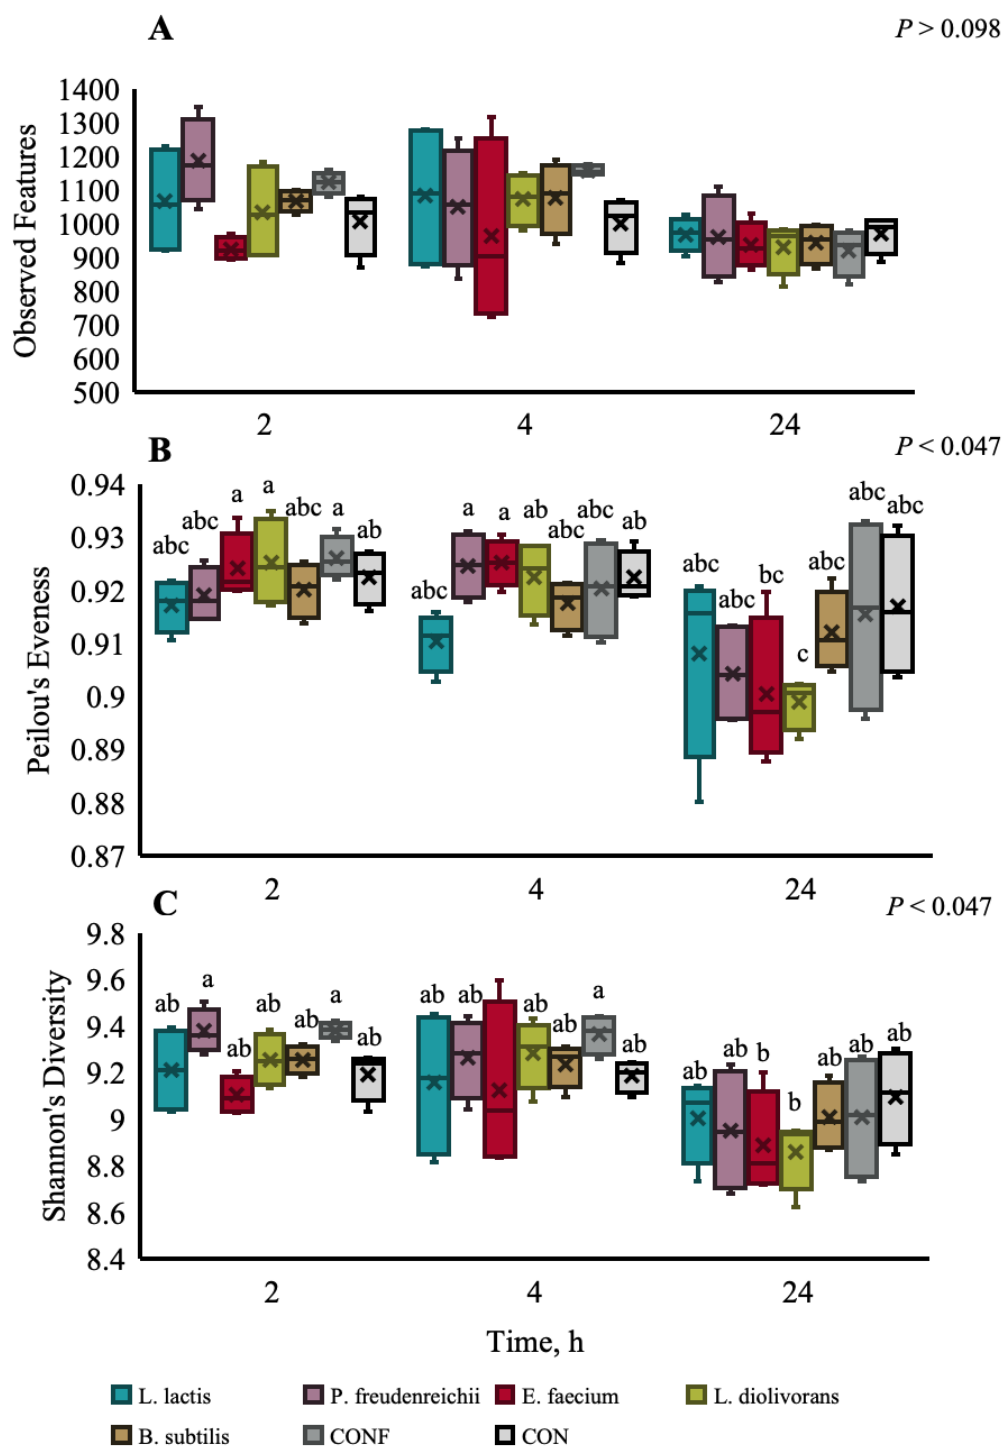 A
P > 0.098
1400
1300
1200
1100
1000
900
800
700
600
500
Observed Features
2 4 24
B
P < 0.047
0.94
0.93
0.92
0.91
0.9
0.89
0.88
0.87
Peilou's Eveness
abc abc a a abc a ab
abc a a ab abc abc ab
abc abc bc c abc abc abc
2 4 24
C
P < 0.047
9.8
9.6
9.4
9.2
9
8.8
8.6
8.4
Shannon's Diversity
ab a ab ab ab a ab
ab ab ab ab a ab
ab ab b b ab ab ab
2 4 24
Time, h
L. lactis P. freudenreichii E. faecium L. diolivorans
B. subtilis CONF CON